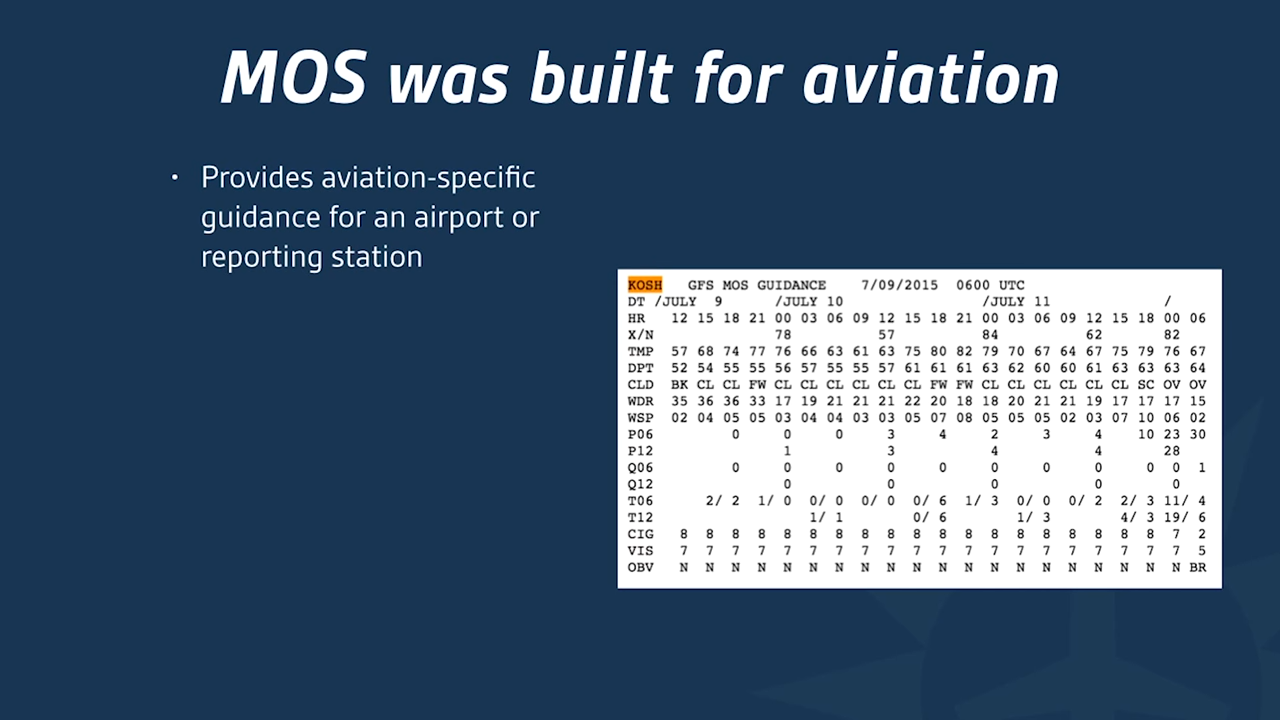 MOS was built for aviation
• Provides aviation-specific
guidance for an airport or
reporting station
KOSH   GFS MOS GUIDANCE    7/09/2015  0600 UTC
DT /JULY  9      /JULY 10                /JULY 11             /
HR   12 15 18 21 00 03 06 09 12 15 18 21 00 03 06 09 12 15 18 00 06
X/N              78          57          84          62       82
TMP  57 68 74 77 76 66 63 61 63 75 80 82 79 70 67 64 67 75 79 76 67
DPT  52 54 55 55 56 57 55 55 57 61 61 61 63 62 60 60 61 63 63 63 64
CLD  BK CL CL FW CL CL CL CL CL CL FW FW CL CL CL CL CL CL SC OV OV
WDR  35 36 36 33 17 19 21 21 21 22 20 18 18 20 21 21 19 17 17 17 15
WSP  02 04 05 05 03 04 04 03 03 05 07 08 05 05 05 02 03 07 10 06 02
P06         0     0     0     3     4     2     3     4    10 23 30
P12               1           3           4           4       28
Q06         0     0     0     0     0     0     0     0     0  0  1
Q12               0           0           0           0        0
T06      2/ 2  1/ 0  0/ 0  0/ 0  0/ 6  1/ 3  0/ 0  0/ 2  2/ 3 11/ 4
T12                  1/ 1        0/ 6        1/ 3        4/ 3 19/ 6
CIG   8  8  8  8  8  8  8  8  8  8  8  8  8  8  8  8  8  8  8  7  2
VIS   7  7  7  7  7  7  7  7  7  7  7  7  7  7  7  7  7  7  7  7  5
OBV   N  N  N  N  N  N  N  N  N  N  N  N  N  N  N  N  N  N  N  N BR